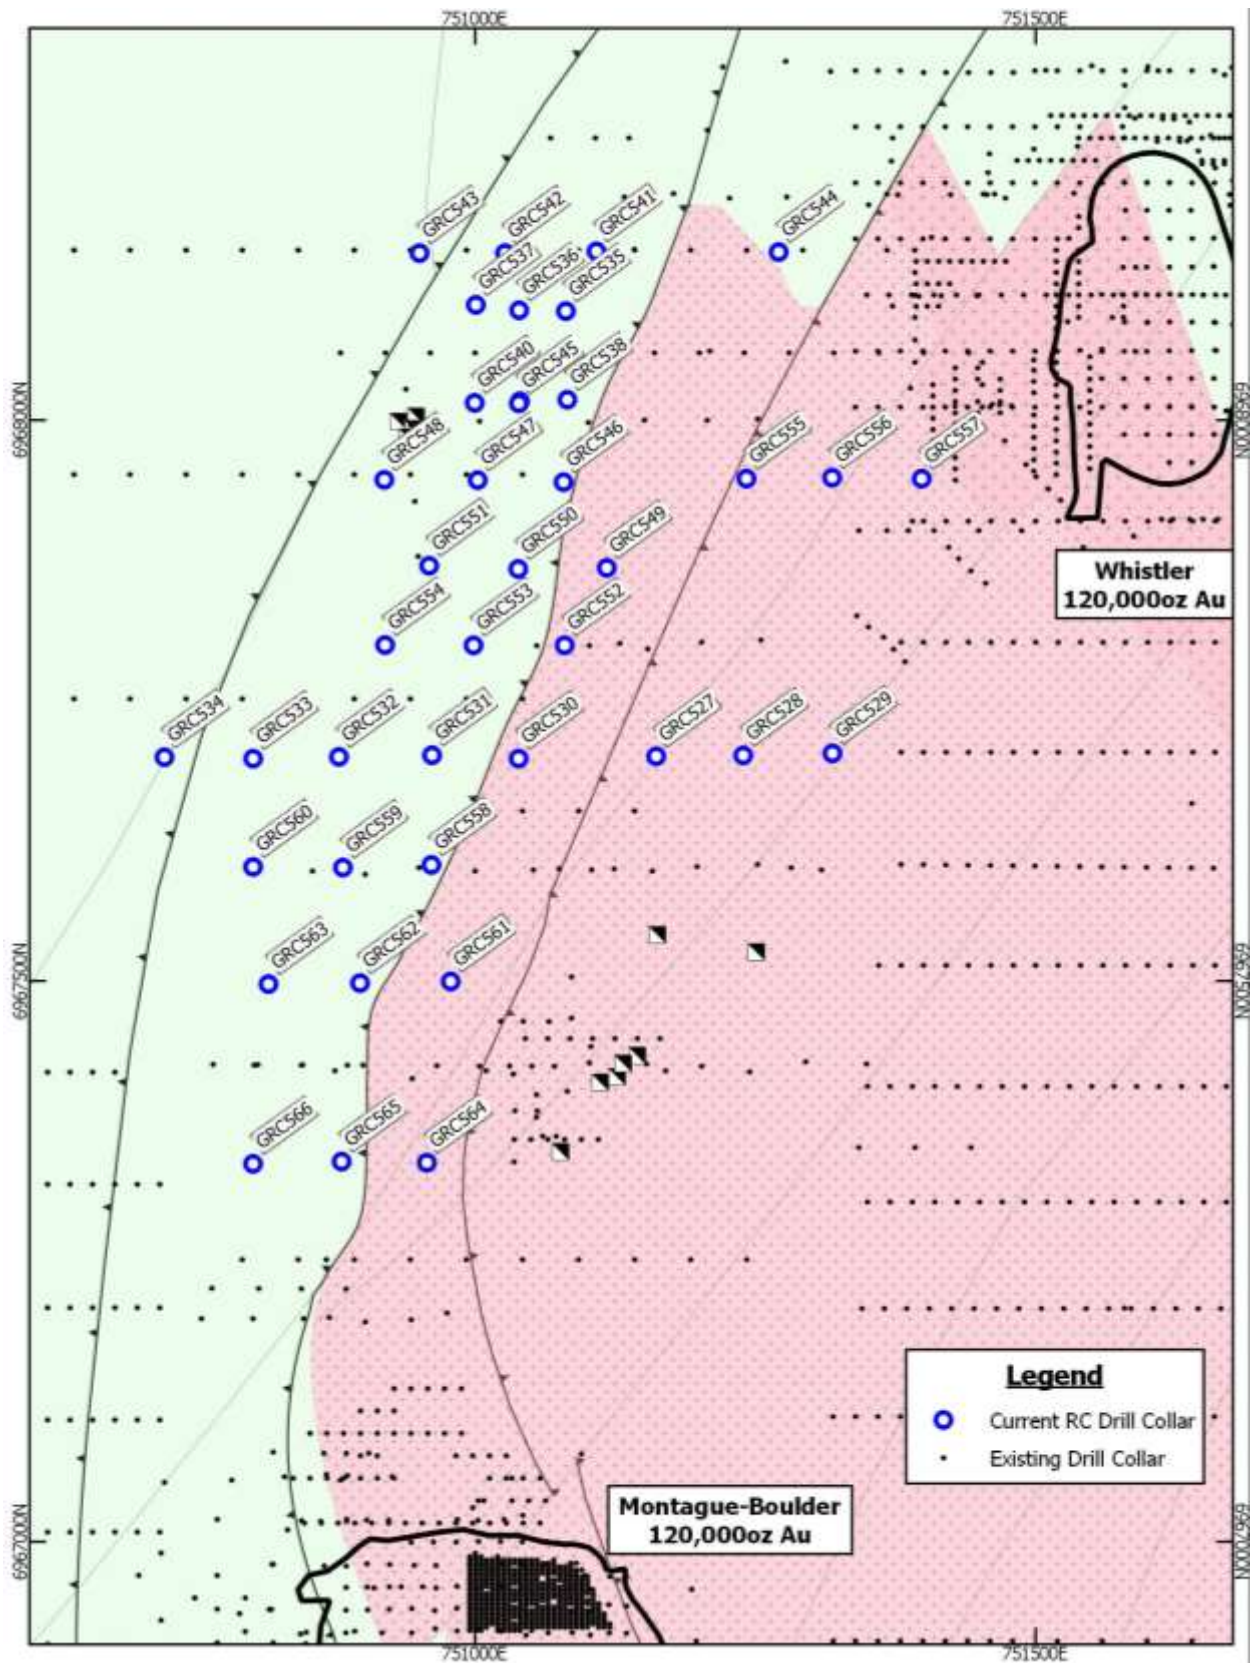 751000E
751500E
GRC543
GRC542
GRC541
GRC544
GRC537
GRC536
GRC535
GRC540
GRC545
GRC538
6968000N
6968000N
GRC548
GRC547
GRC546
GRC555
GRC556
GRC557
GRC551
GRC550
GRC549
Whistler
120,000oz Au
GRC554
GRC553
GRC552
GRC534
GRC533
GRC532
GRC531
GRC530
GRC527
GRC528
GRC529
GRC560
GRC559
GRC558
GRC563
GRC562
GRC561
6967500N
6967500N
GRC566
GRC565
GRC564
Legend
Current RC Drill Collar
Existing Drill Collar
Montague-Boulder
120,000oz Au
6967000N
6967000N
751000E
751500E